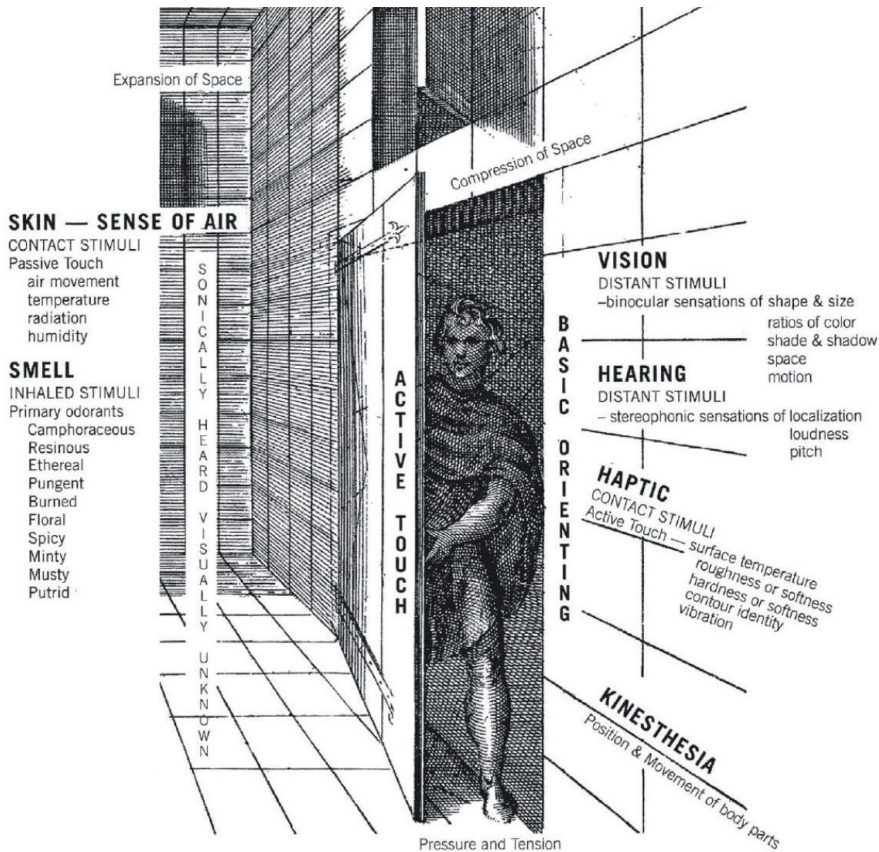 Expansion of Space
Compression of Space
SKIN — SENSE OF AIR
CONTACT STIMULI
Passive Touch
air movement
temperature
radiation
humidity
SMELL
INHALED STIMULI
Primary odorants
Camphoraceous
Resinous
Ethereal
Pungent
Burned
Floral
Spicy
Minty
Musty
Putrid
SONICALLY HEARD VISUALLY UNKNOWN
ACTIVE TOUCH
BASIC ORIENTING
VISION
DISTANT STIMULI
–binocular sensations of shape & size
ratios of color
shade & shadow
space
motion
HEARING
DISTANT STIMULI
– stereophonic sensations of localization
loudness
pitch
HAPTIC
CONTACT STIMULI
Active Touch — surface temperature
roughness or softness
hardness or softness
contour identity
vibration
KINESTHESIA
Position & Movement of body parts
Pressure and Tension